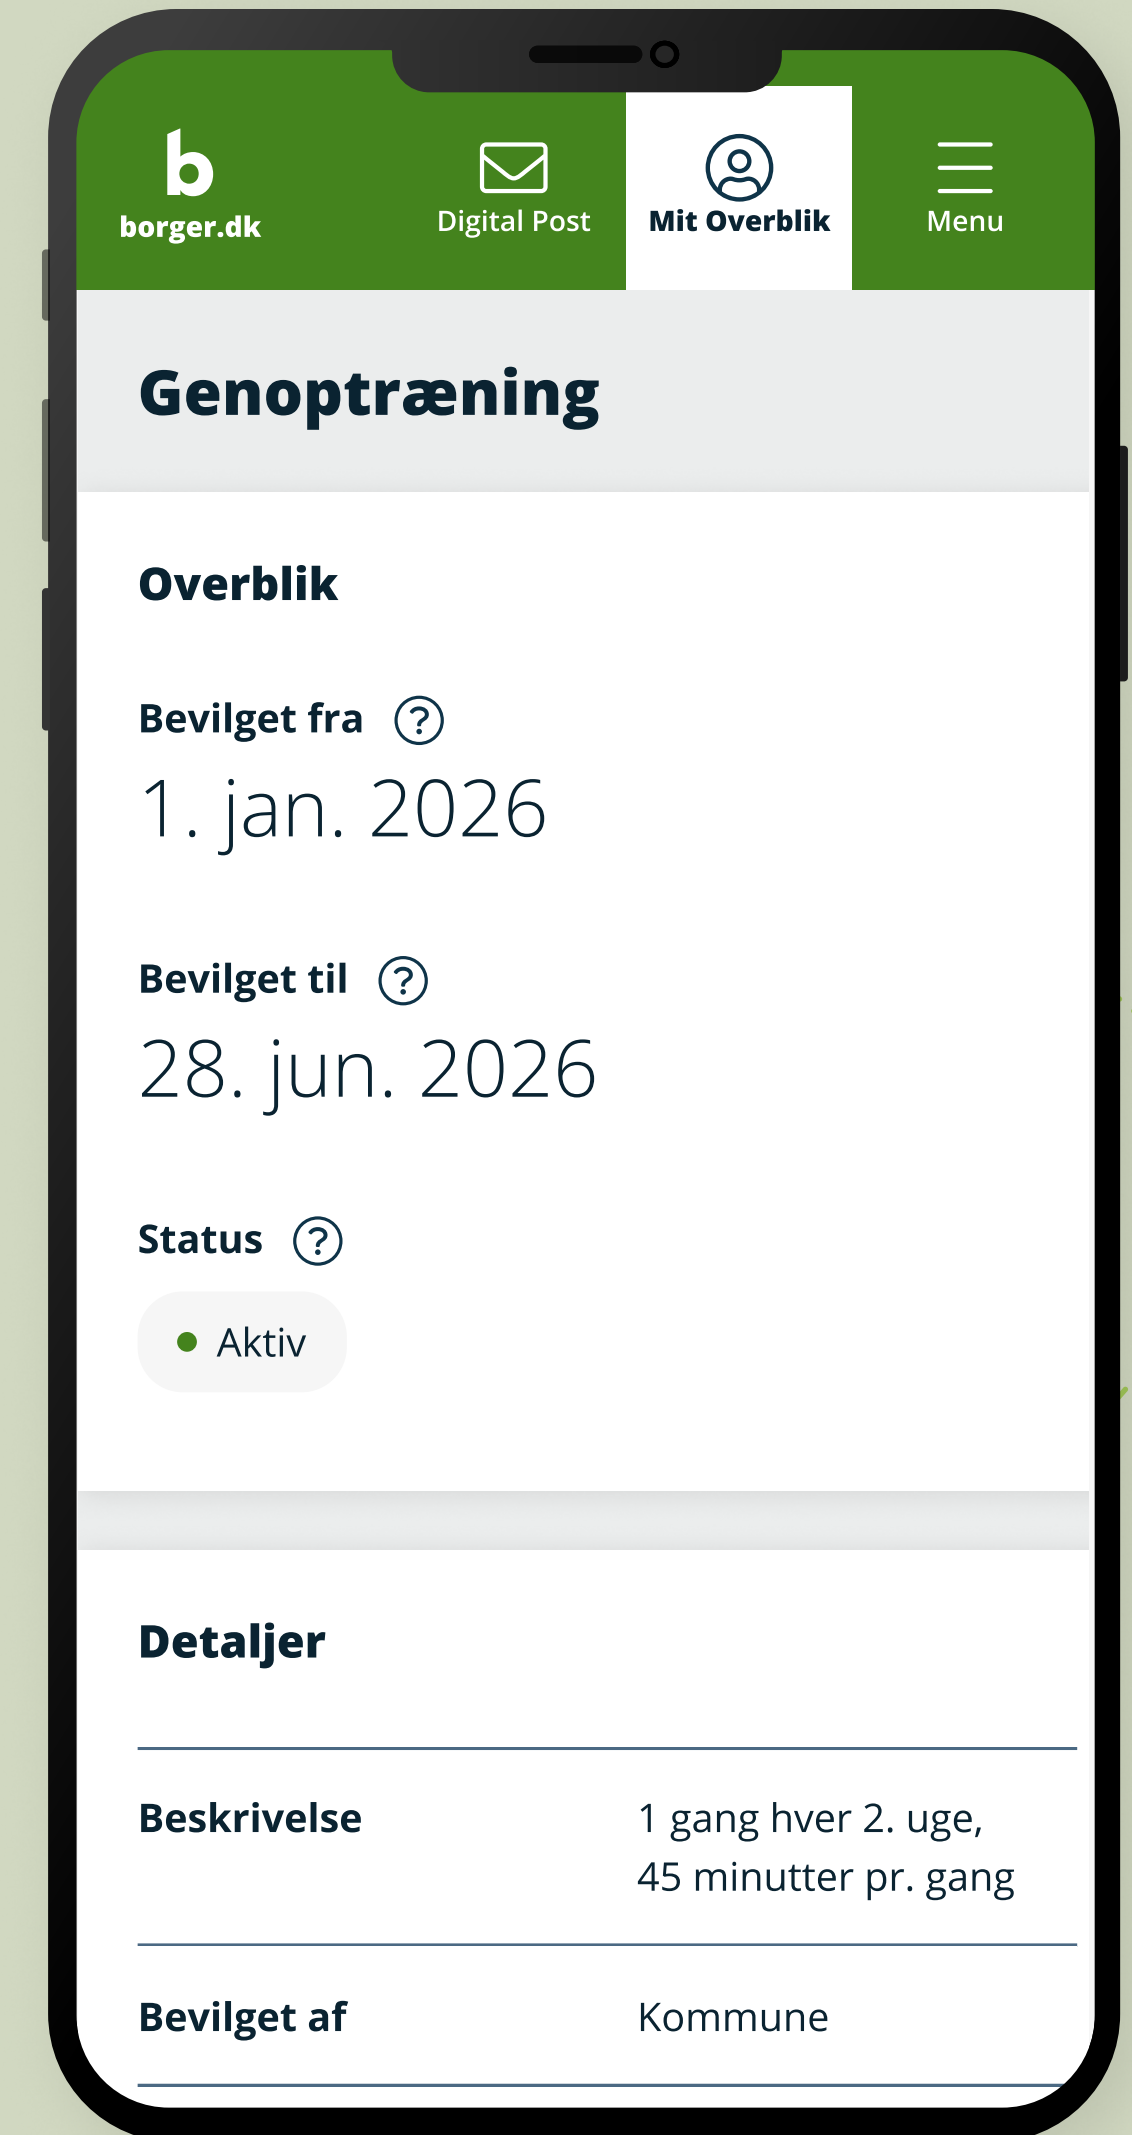 b
borger.dk
Digital Post
Mit Overblik
Menu
Genoptræning
Overblik
Bevilget fra ?
1. jan. 2026
Bevilget til ?
28. jun. 2026
Status ?
Aktiv
Detaljer
Beskrivelse 1 gang hver 2. uge,
45 minutter pr. gang
Bevilget af Kommune